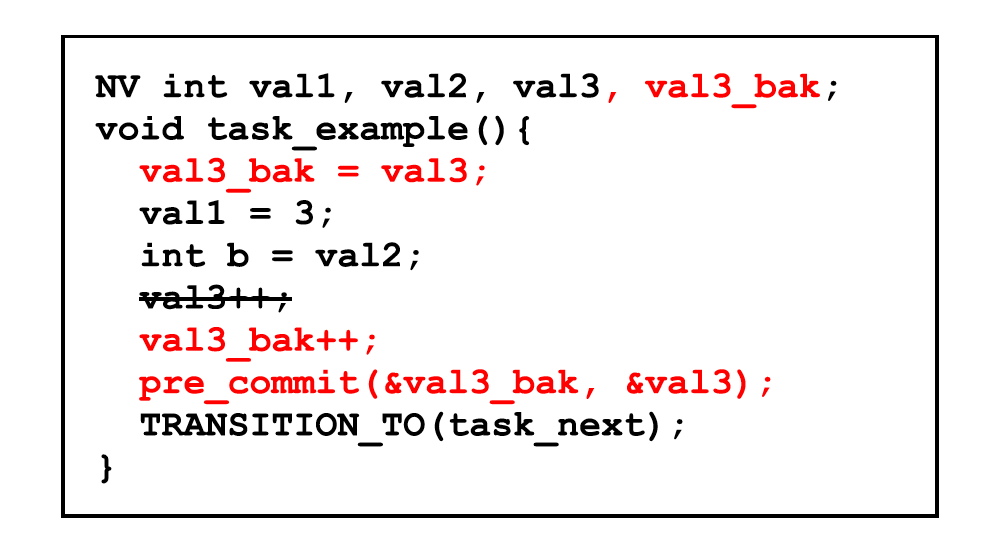 NV int val1, val2, val3, val3_bak;
void task_example(){
val3_bak = val3;
val1 = 3;
int b = val2;
val3++;
val3_bak++;
pre_commit(&val3_bak, &val3);
TRANSITION_TO(task_next);
}